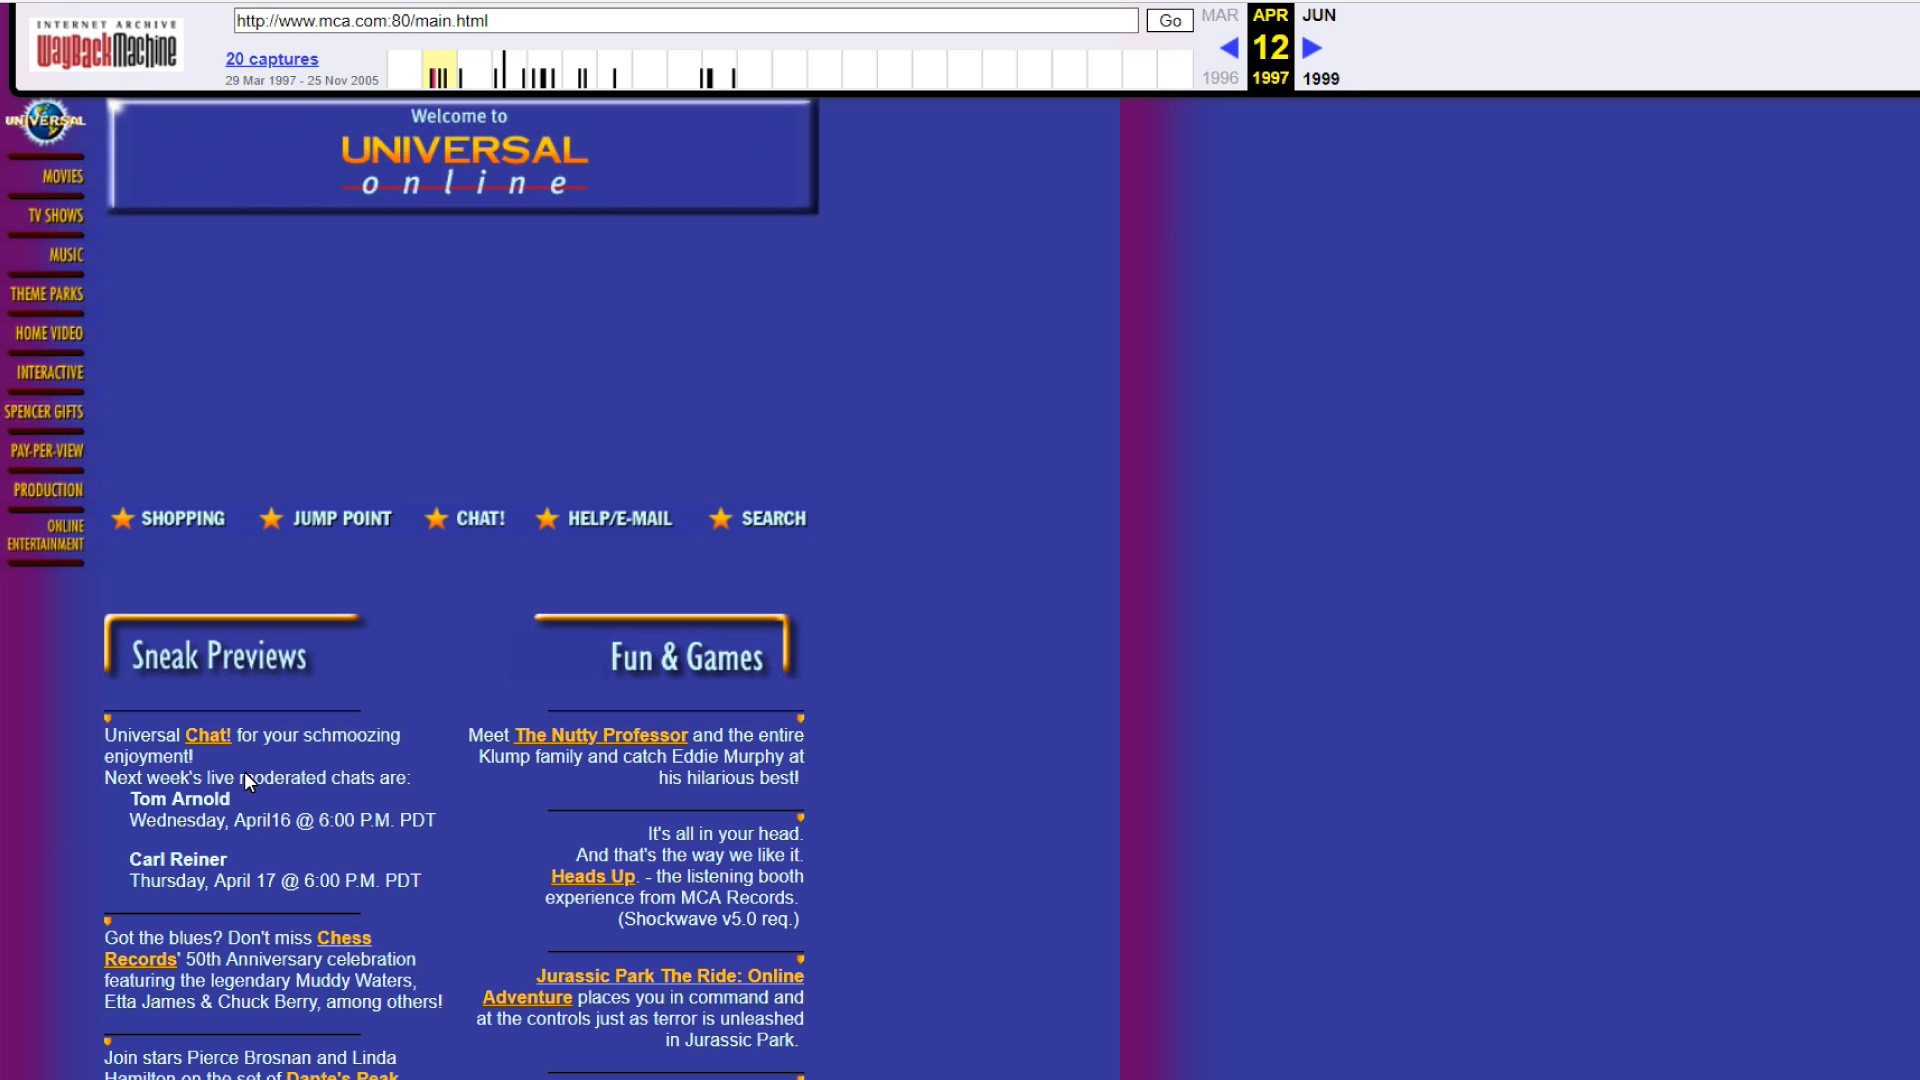 INTERNET ARCHIVE
WayBackMachine
http://www.mca.com:80/main.html
Go
20 captures
29 Mar 1997 - 25 Nov 2005
MAR
APR
JUN
12
1996
1997
1999
UNIVERSAL
MOVIES
TV SHOWS
MUSIC
THEME PARKS
HOME VIDEO
INTERACTIVE
SPENCER GIFTS
PAY-PER-VIEW
PRODUCTION
ONLINE
ENTERTAINMENT
Welcome to
UNIVERSAL
online
SHOPPING
JUMP POINT
CHAT!
HELP/E-MAIL
SEARCH
Sneak Previews
Universal Chat! for your schmoozing
enjoyment!
Next week's live moderated chats are:
Tom Arnold
Wednesday, April16 @ 6:00 P.M. PDT
Carl Reiner
Thursday, April 17 @ 6:00 P.M. PDT
Got the blues? Don't miss Chess
Records' 50th Anniversary celebration
featuring the legendary Muddy Waters,
Etta James & Chuck Berry, among others!
Join stars Pierce Brosnan and Linda
Hamilton on the set of Dante's Peak
Fun & Games
Meet The Nutty Professor and the entire
Klump family and catch Eddie Murphy at
his hilarious best!
It's all in your head.
And that's the way we like it.
Heads Up. - the listening booth
experience from MCA Records.
(Shockwave v5.0 req.)
Jurassic Park The Ride: Online
Adventure places you in command and
at the controls just as terror is unleashed
in Jurassic Park.